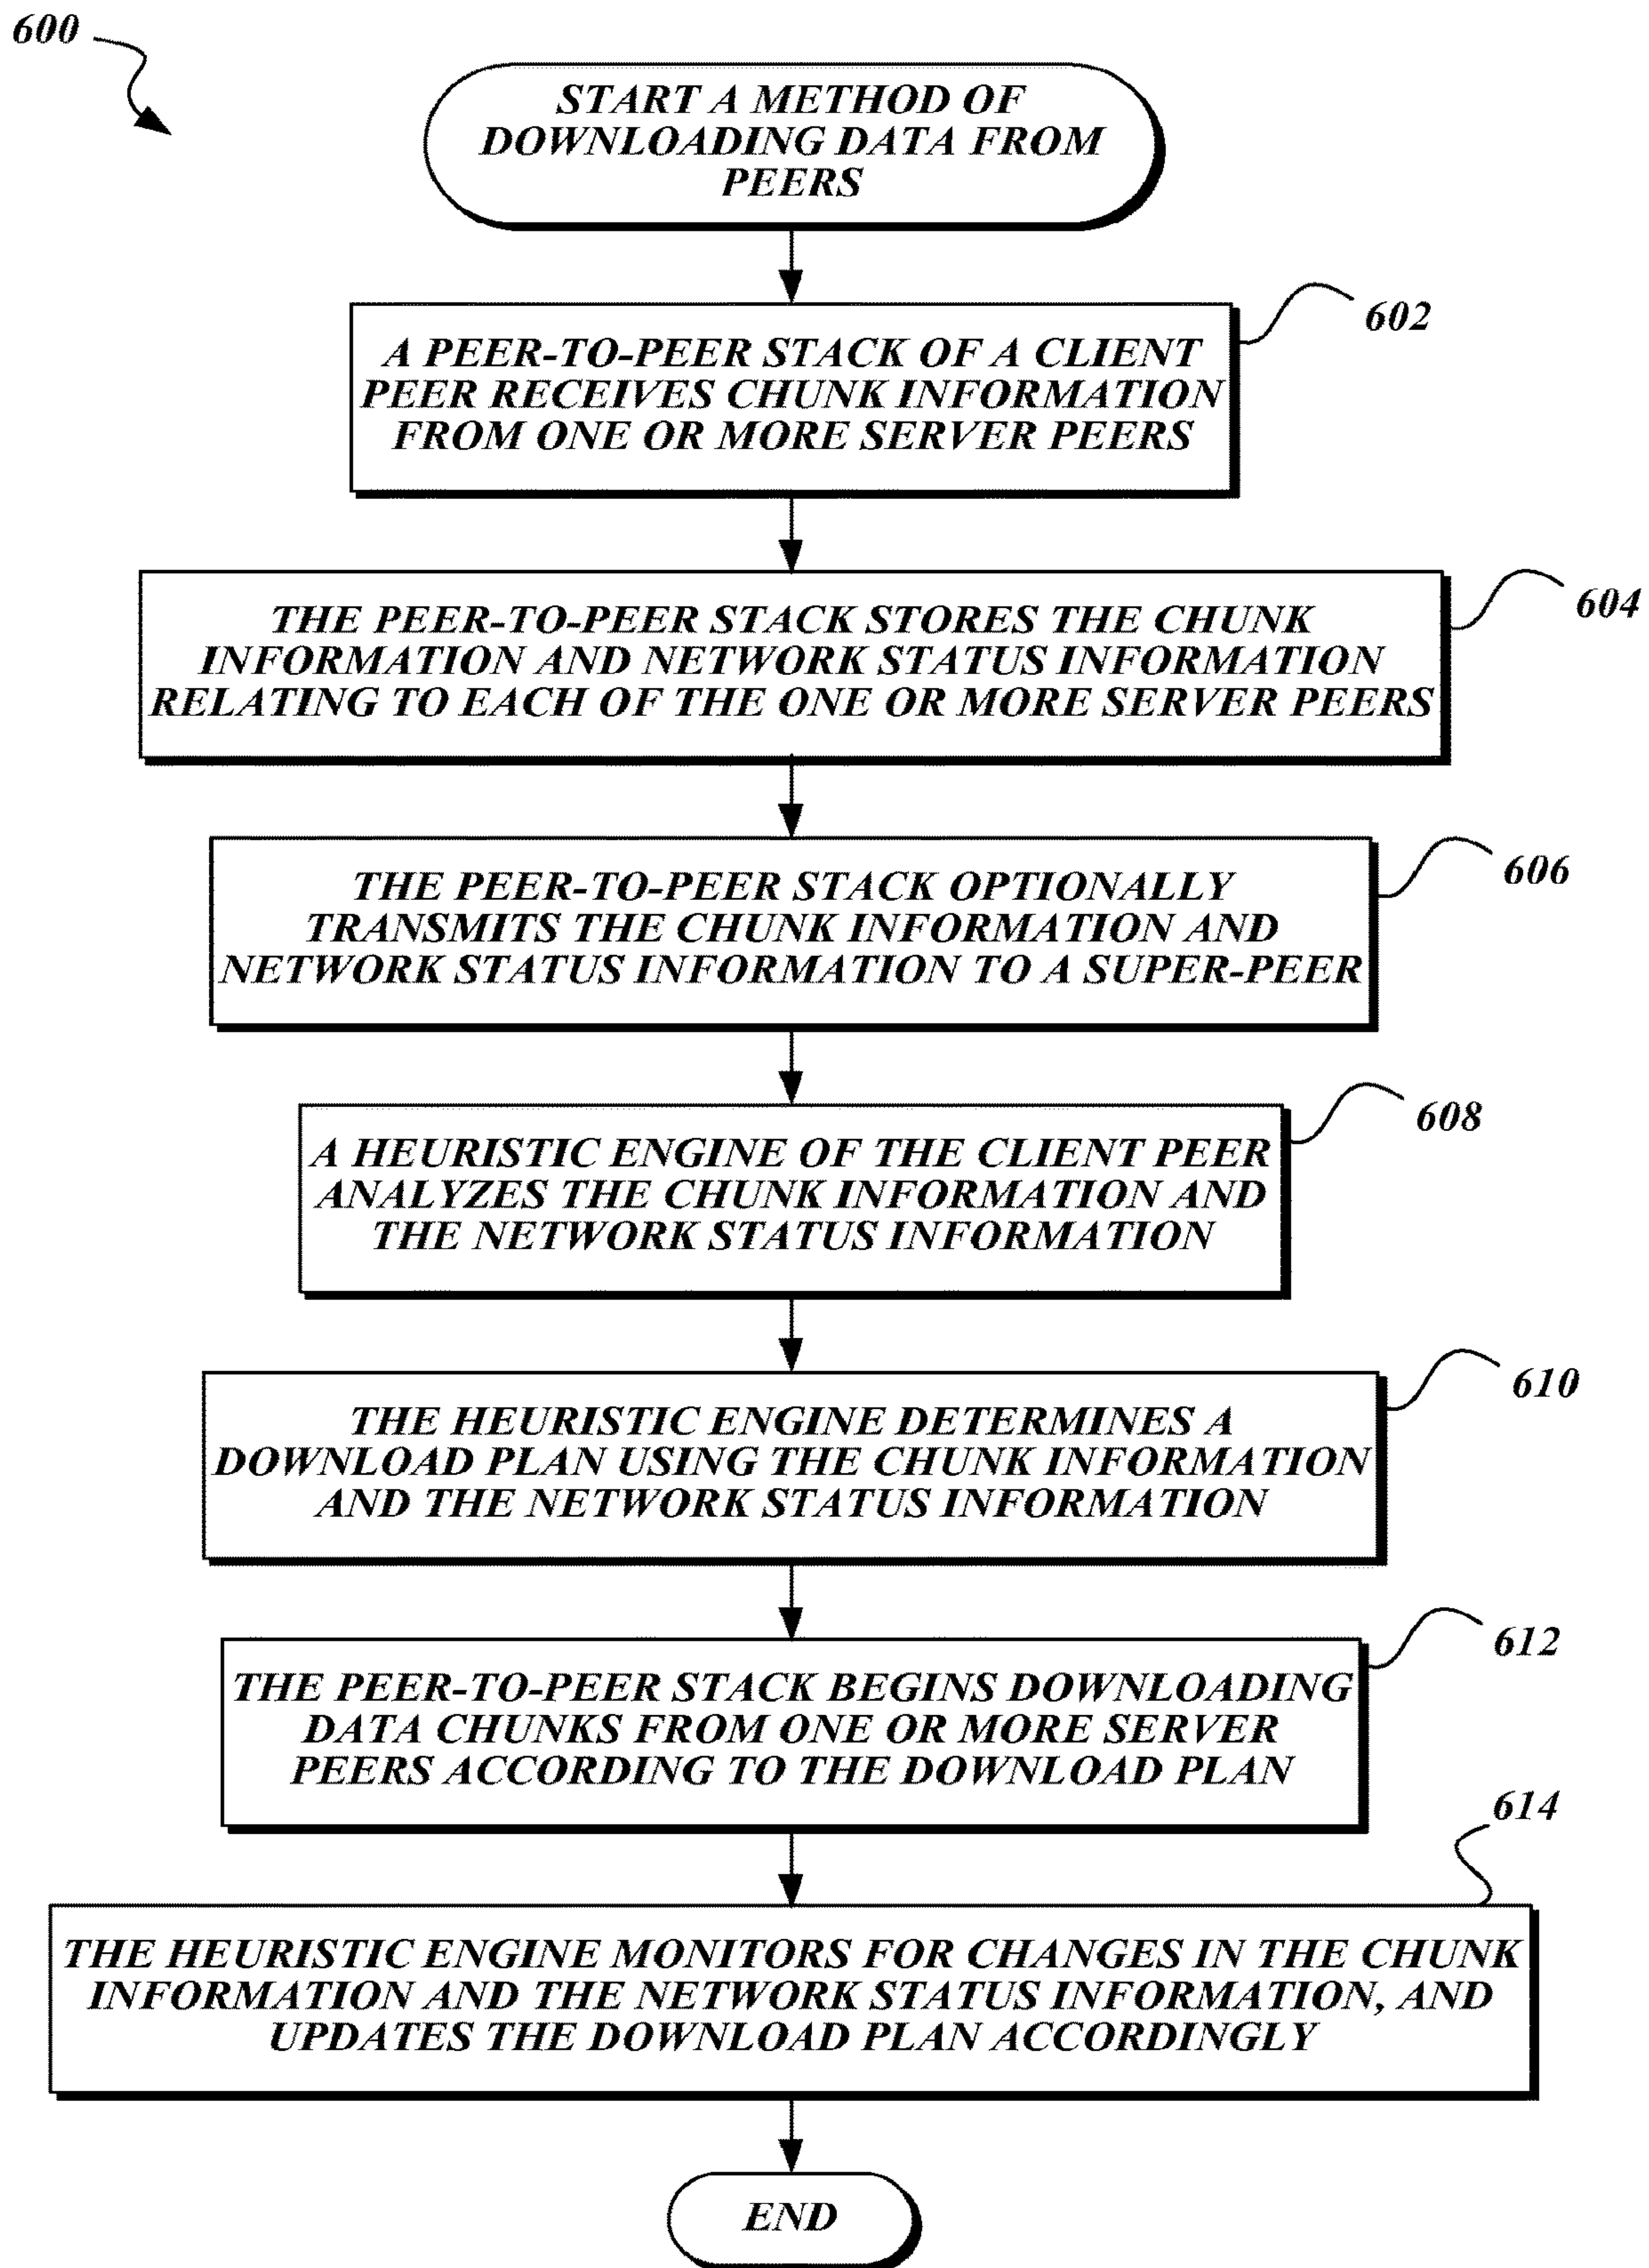 600
START A METHOD OF
DOWNLOADING DATA FROM
PEERS
602
A PEER-TO-PEER STACK OF A CLIENT
PEER RECEIVES CHUNK INFORMATION
FROM ONE OR MORE SERVER PEERS
604
THE PEER-TO-PEER STACK STORES THE CHUNK
INFORMATION AND NETWORK STATUS INFORMATION
RELATING TO EACH OF THE ONE OR MORE SERVER PEERS
606
THE PEER-TO-PEER STACK OPTIONALLY
TRANSMITS THE CHUNK INFORMATION AND
NETWORK STATUS INFORMATION TO A SUPER-PEER
608
A HEURISTIC ENGINE OF THE CLIENT PEER
ANALYZES THE CHUNK INFORMATION AND
THE NETWORK STATUS INFORMATION
610
THE HEURISTIC ENGINE DETERMINES A
DOWNLOAD PLAN USING THE CHUNK INFORMATION
AND THE NETWORK STATUS INFORMATION
612
THE PEER-TO-PEER STACK BEGINS DOWNLOADING
DATA CHUNKS FROM ONE OR MORE SERVER
PEERS ACCORDING TO THE DOWNLOAD PLAN
614
THE HEURISTIC ENGINE MONITORS FOR CHANGES IN THE CHUNK
INFORMATION AND THE NETWORK STATUS INFORMATION, AND
UPDATES THE DOWNLOAD PLAN ACCORDINGLY
END